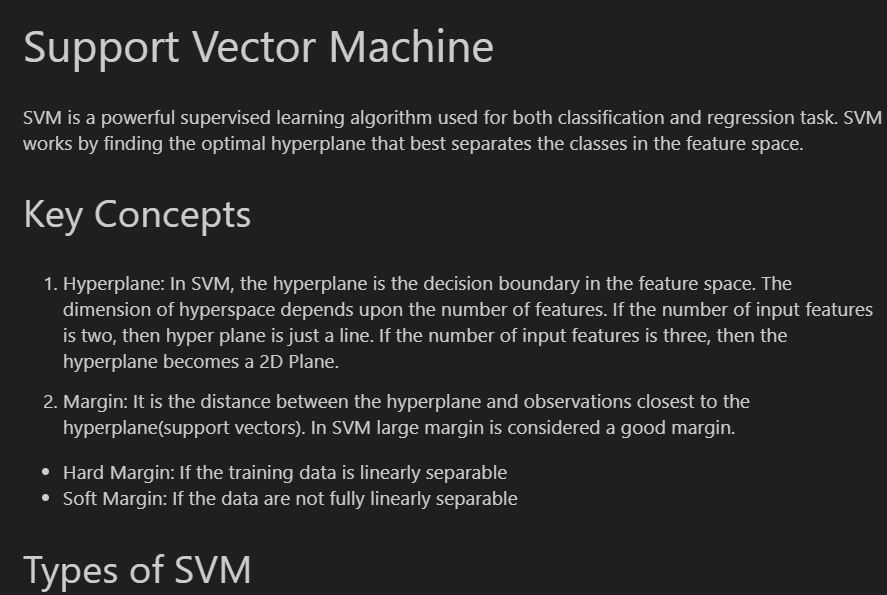 Support Vector Machine
SVM is a powerful supervised learning algorithm used for both classification and regression task. SVM
works by finding the optimal hyperplane that best separates the classes in the feature space.
Key Concepts
1. Hyperplane: In SVM, the hyperplane is the decision boundary in the feature space. The
dimension of hyperspace depends upon the number of features. If the number of input features
is two, then hyper plane is just a line. If the number of input features is three, then the
hyperplane becomes a 2D Plane.
2. Margin: It is the distance between the hyperplane and observations closest to the
hyperplane(support vectors). In SVM large margin is considered a good margin.
• Hard Margin: If the training data is linearly separable
• Soft Margin: If the data are not fully linearly separable
Types of SVM